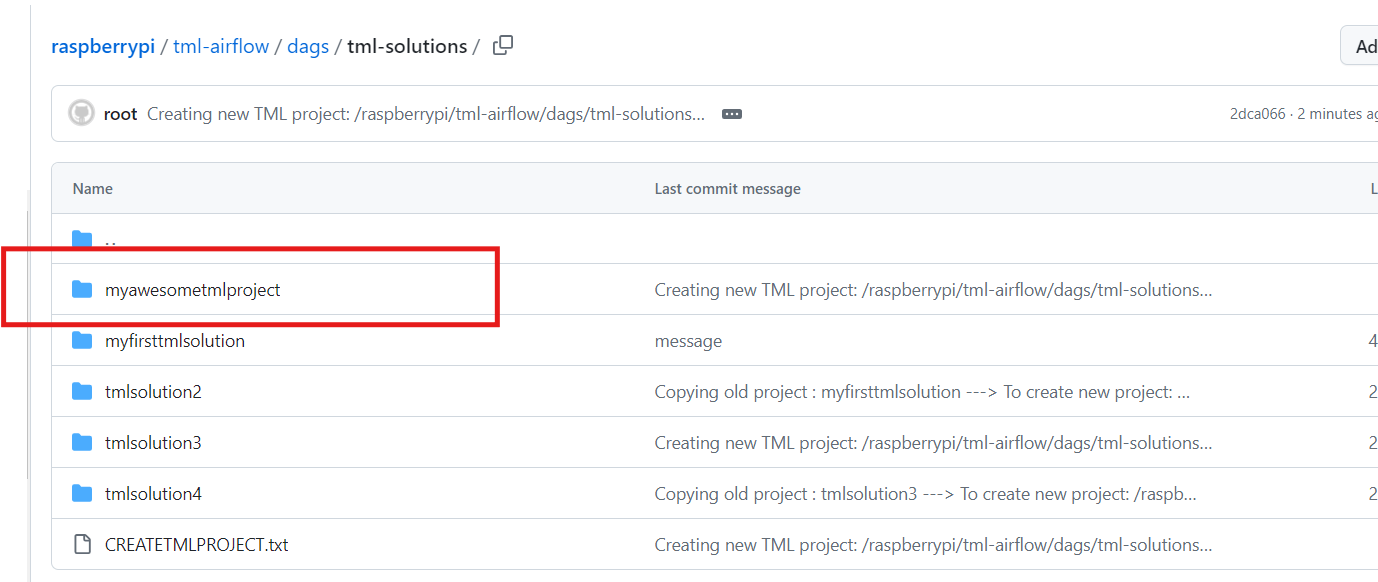 raspberrypi / tml-airflow / dags / tml-solutions /
Ad
root Creating new TML project: /raspberrypi/tml-airflow/dags/tml-solutions... 2dca066 · 2 minutes ag
Name Last commit message L
..
myawesometmlproject Creating new TML project: /raspberrypi/tml-airflow/dags/tml-solutions...
myfirsttmlsolution message 4
tmlsolution2 Copying old project : myfirsttmlsolution ---> To create new project: ... 2
tmlsolution3 Creating new TML project: /raspberrypi/tml-airflow/dags/tml-solutions... 2
tmlsolution4 Copying old project : tmlsolution3 ---> To create new project: /raspb... 2
CREATETMLPROJECT.txt Creating new TML project: /raspberrypi/tml-airflow/dags/tml-solutions...